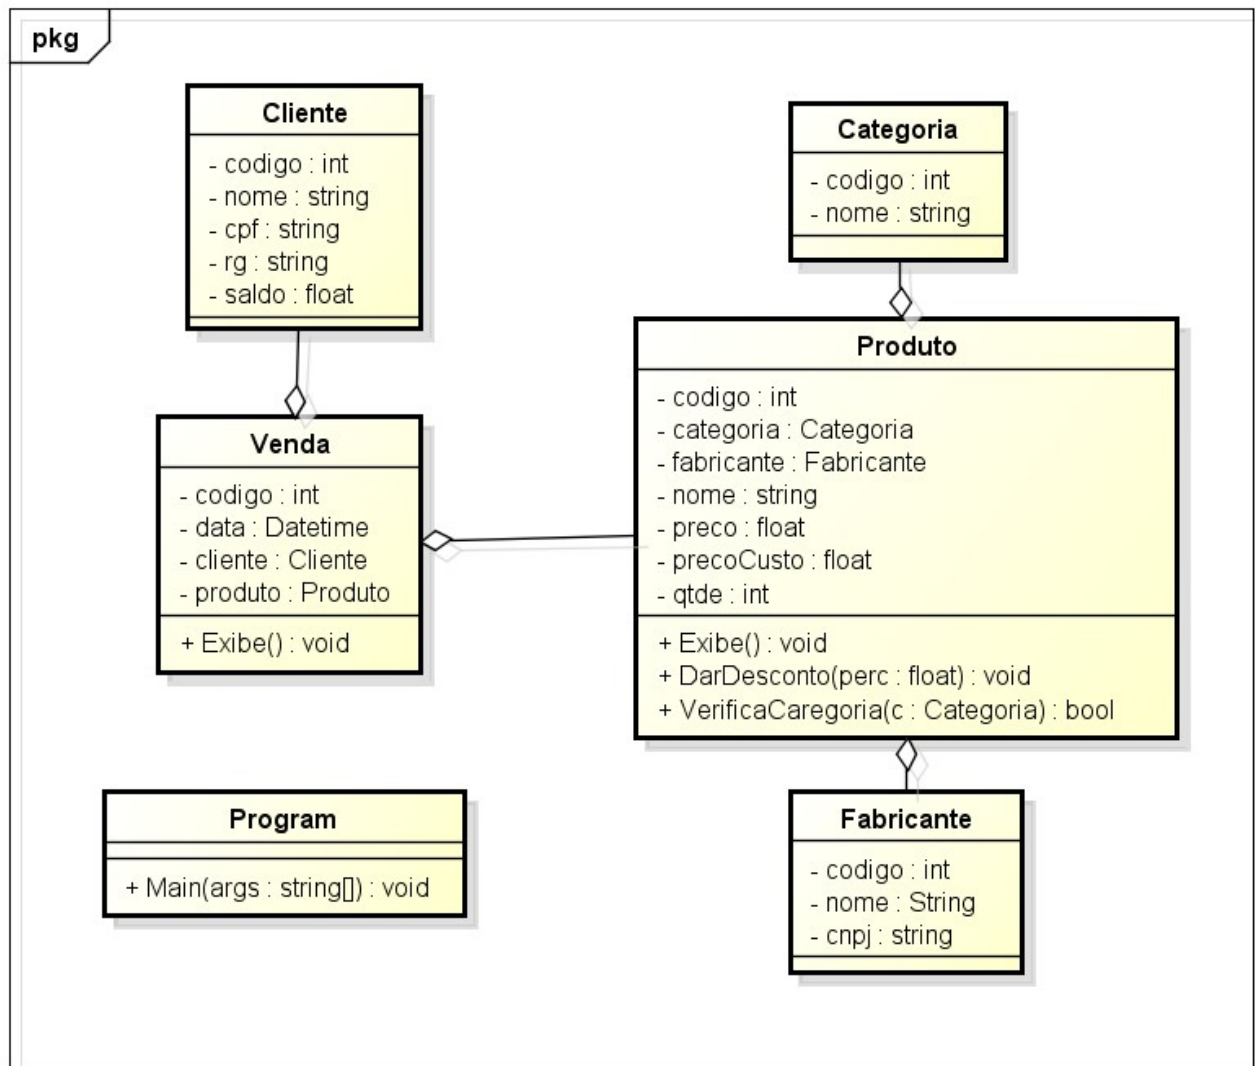 pkg
Cliente
- codigo : int
- nome : string
- cpf : string
- rg : string
- saldo : float
Categoria
- codigo : int
- nome : string
Venda
- codigo : int
- data : Datetime
- cliente : Cliente
- produto : Produto
+ Exibe() : void
Produto
- codigo : int
- categoria : Categoria
- fabricante : Fabricante
- nome : string
- preco : float
- precoCusto : float
- qtde : int
+ Exibe() : void
+ DarDesconto(perc : float) : void
+ VerificaCaregoria(c : Categoria) : bool
Program
+ Main(args : string[]) : void
Fabricante
- codigo : int
- nome : String
- cnpj : string